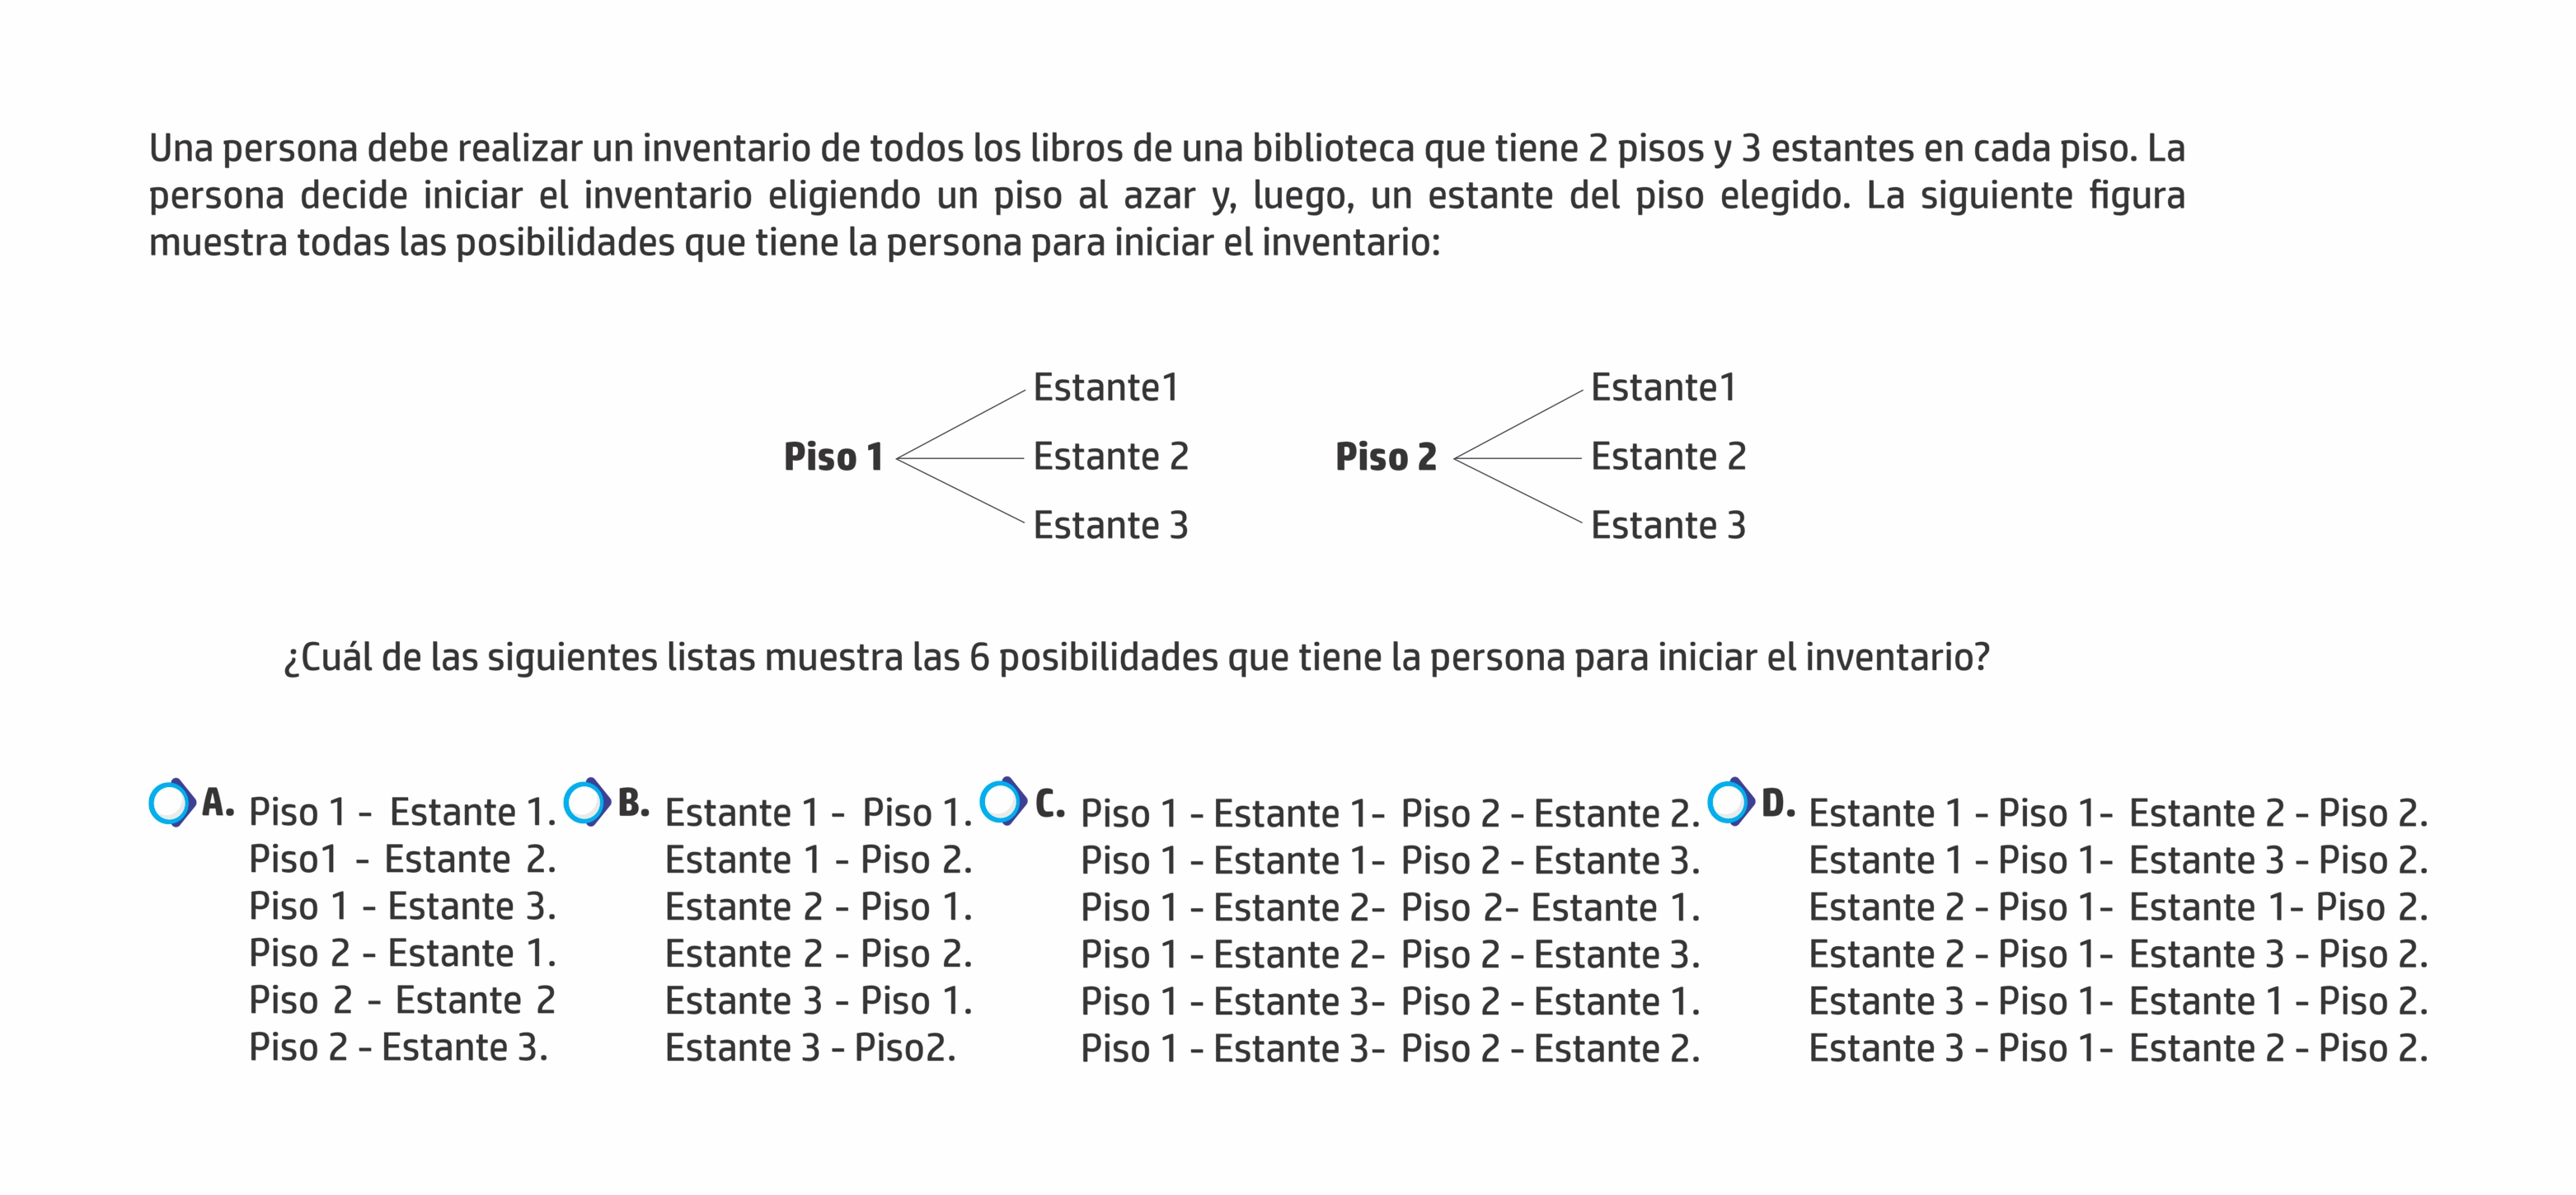 Una persona debe realizar un inventario de todos los libros de una biblioteca que tiene 2 pisos y 3 estantes en cada piso. La
persona decide iniciar el inventario eligiendo un piso al azar y, luego, un estante del piso elegido. La siguiente figura
muestra todas las posibilidades que tiene la persona para iniciar el inventario:
Piso 1
Estante1
Estante 2
Estante 3
Piso 2
Estante1
Estante 2
Estante 3
¿Cuál de las siguientes listas muestra las 6 posibilidades que tiene la persona para iniciar el inventario?
A. Piso 1 - Estante 1.
Piso1 - Estante 2.
Piso 1 - Estante 3.
Piso 2 - Estante 1.
Piso 2 - Estante 2
Piso 2 - Estante 3.
B. Estante 1 - Piso 1.
Estante 1 - Piso 2.
Estante 2 - Piso 1.
Estante 2 - Piso 2.
Estante 3 - Piso 1.
Estante 3 - Piso2.
C. Piso 1 - Estante 1- Piso 2 - Estante 2.
Piso 1 - Estante 1- Piso 2 - Estante 3.
Piso 1 - Estante 2- Piso 2- Estante 1.
Piso 1 - Estante 2- Piso 2 - Estante 3.
Piso 1 - Estante 3- Piso 2 - Estante 1.
Piso 1 - Estante 3- Piso 2 - Estante 2.
D. Estante 1 - Piso 1- Estante 2 - Piso 2.
Estante 1 - Piso 1- Estante 3 - Piso 2.
Estante 2 - Piso 1- Estante 1- Piso 2.
Estante 2 - Piso 1- Estante 3 - Piso 2.
Estante 3 - Piso 1- Estante 1 - Piso 2.
Estante 3 - Piso 1- Estante 2 - Piso 2.